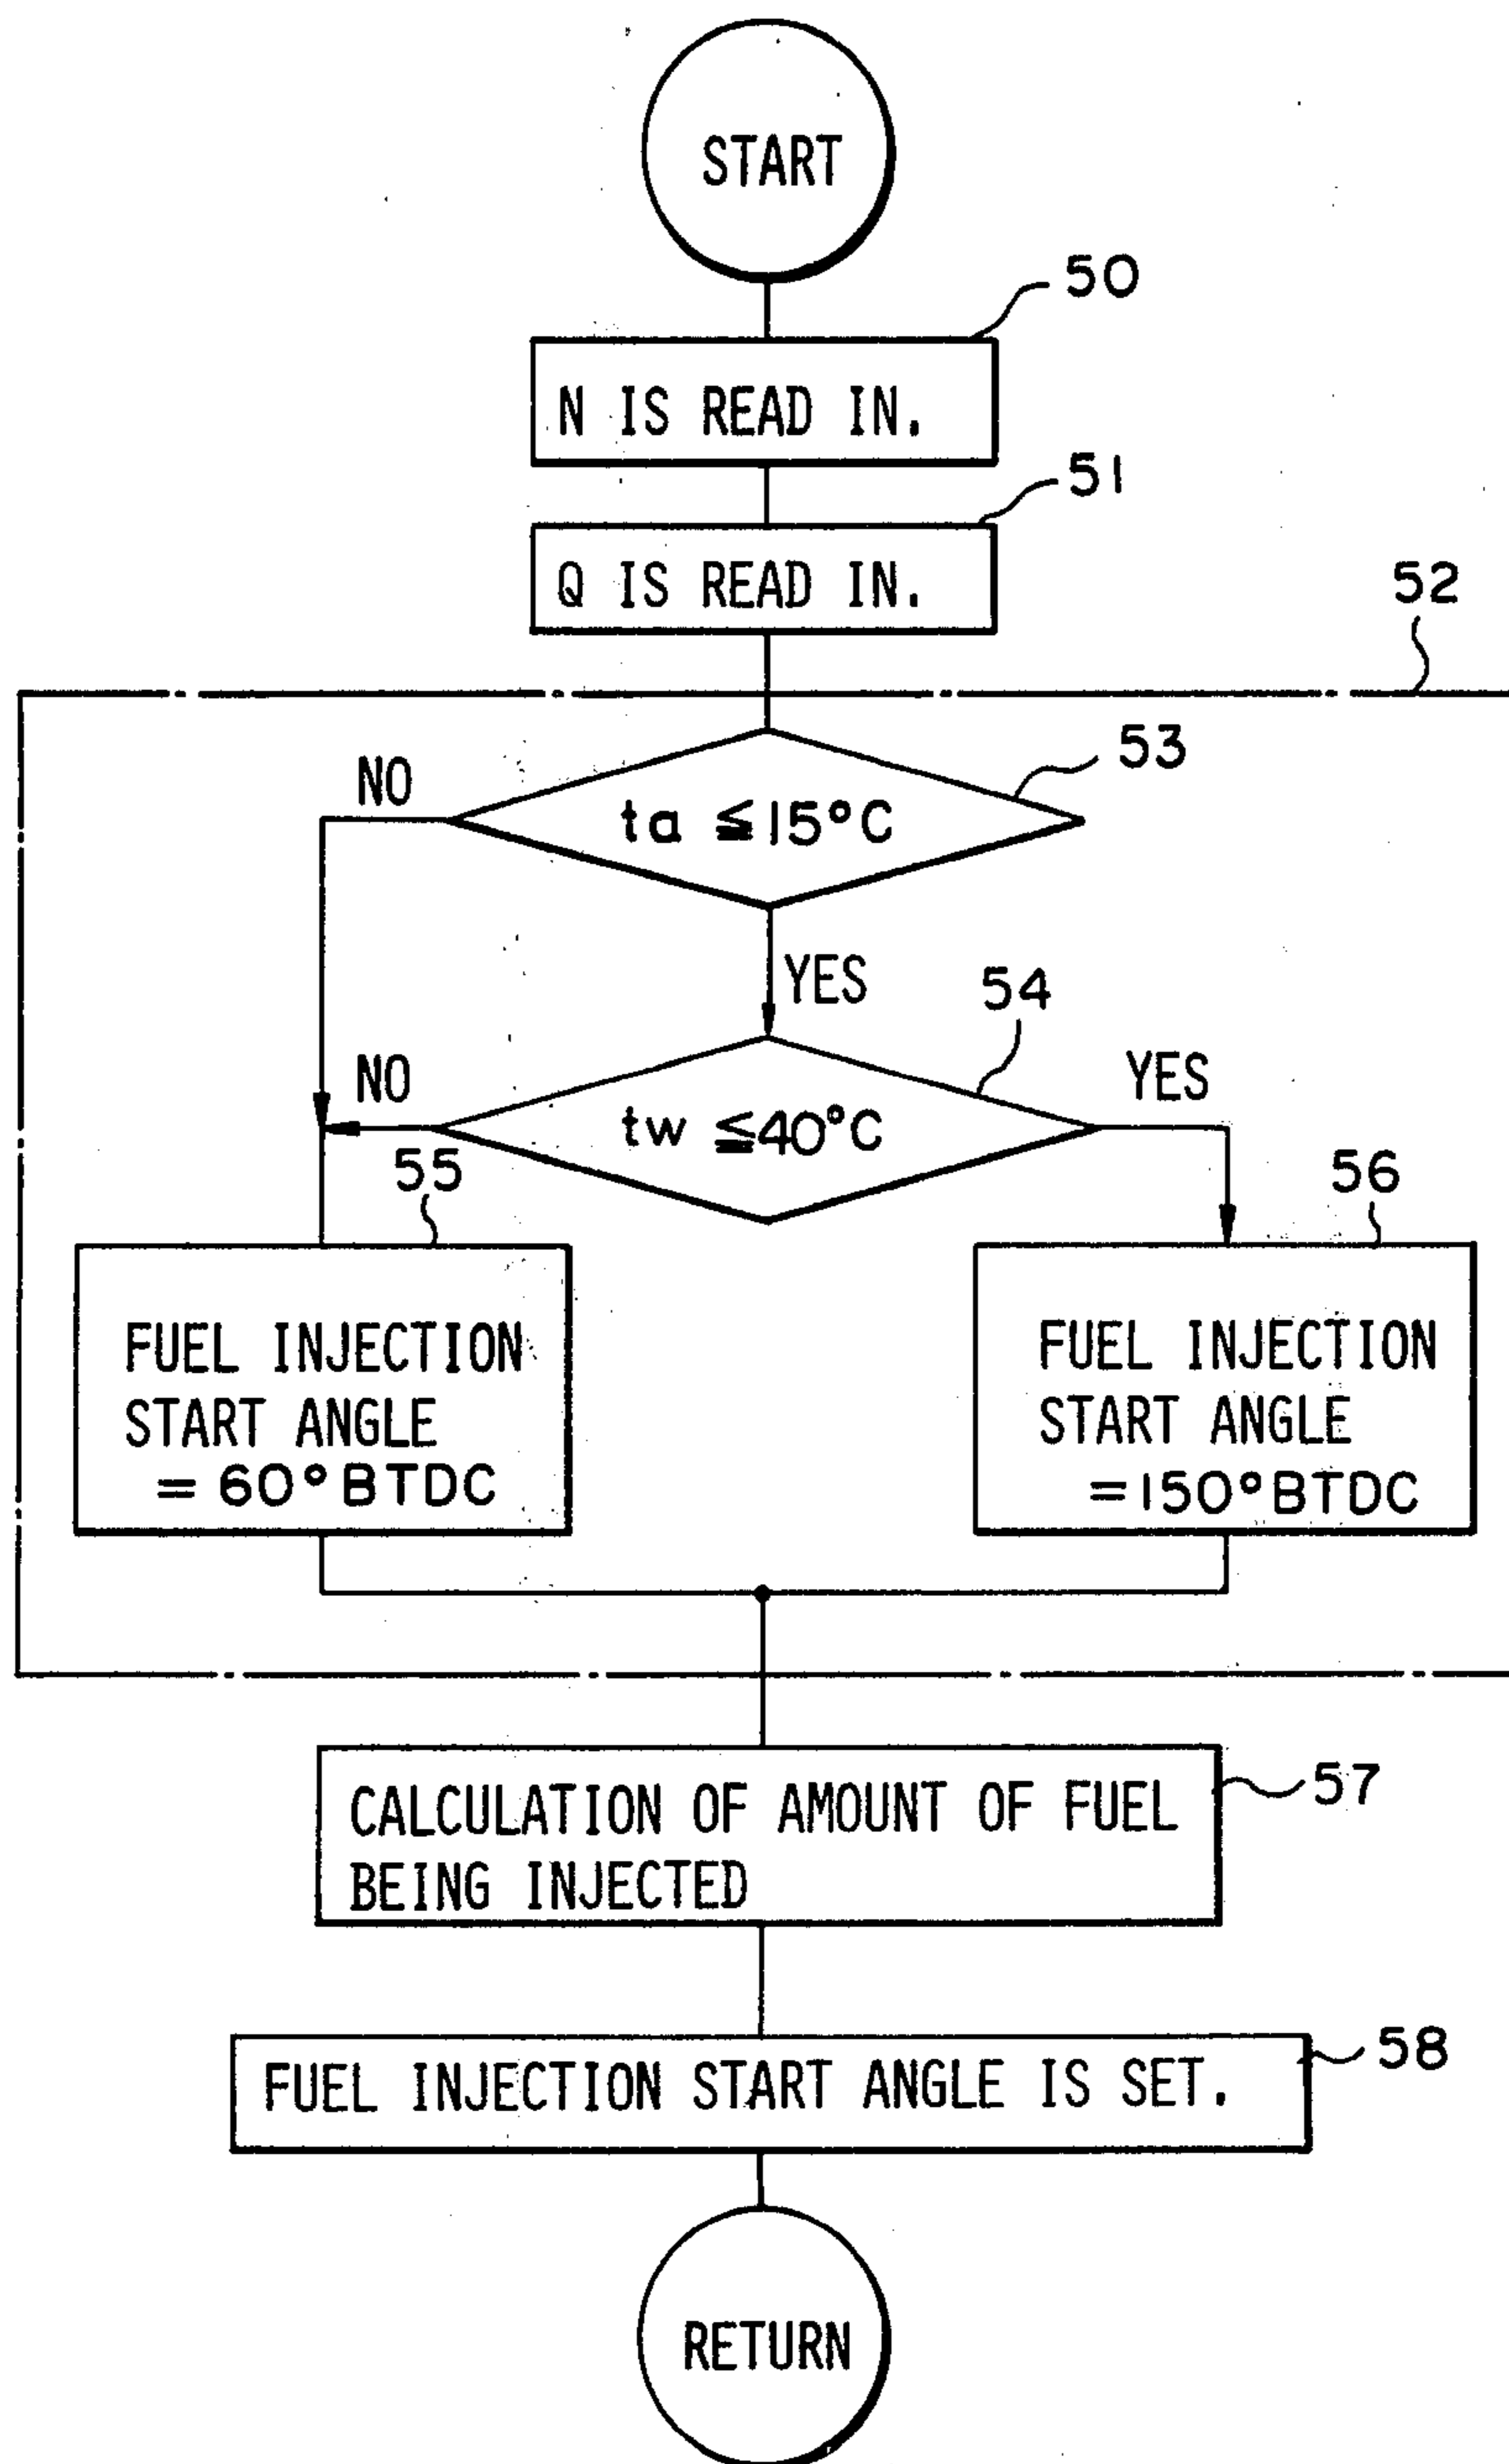 START
50
N IS READ IN.
51
Q IS READ IN.
52
53
NO
ta ≦ 15°C
YES
54
NO
YES
tw ≦ 40°C
55
56
FUEL INJECTION
START ANGLE
= 60° BTDC
FUEL INJECTION
START ANGLE
= 150° BTDC
57
CALCULATION OF AMOUNT OF FUEL
BEING INJECTED
58
FUEL INJECTION START ANGLE IS SET.
RETURN